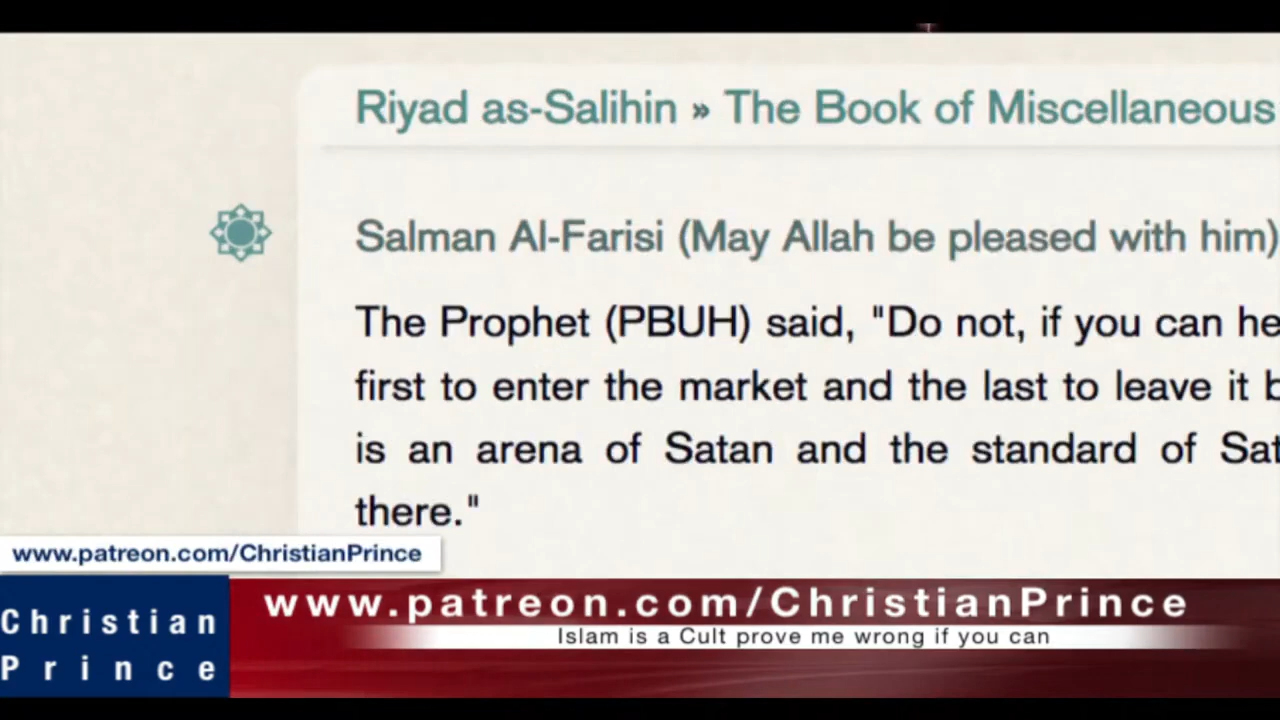 Riyad as-Salihin » The Book of Miscellaneous
Salman Al-Farisi (May Allah be pleased with him)
The Prophet (PBUH) said, "Do not, if you can
first to enter the market and the last to leave it
is an arena of Satan and the standard of
there."
www.patreon.com/ChristianPrince
www.patreon.com/ChristianPrince
Islam is a Cult prove me wrong if you can
Christian
Prince